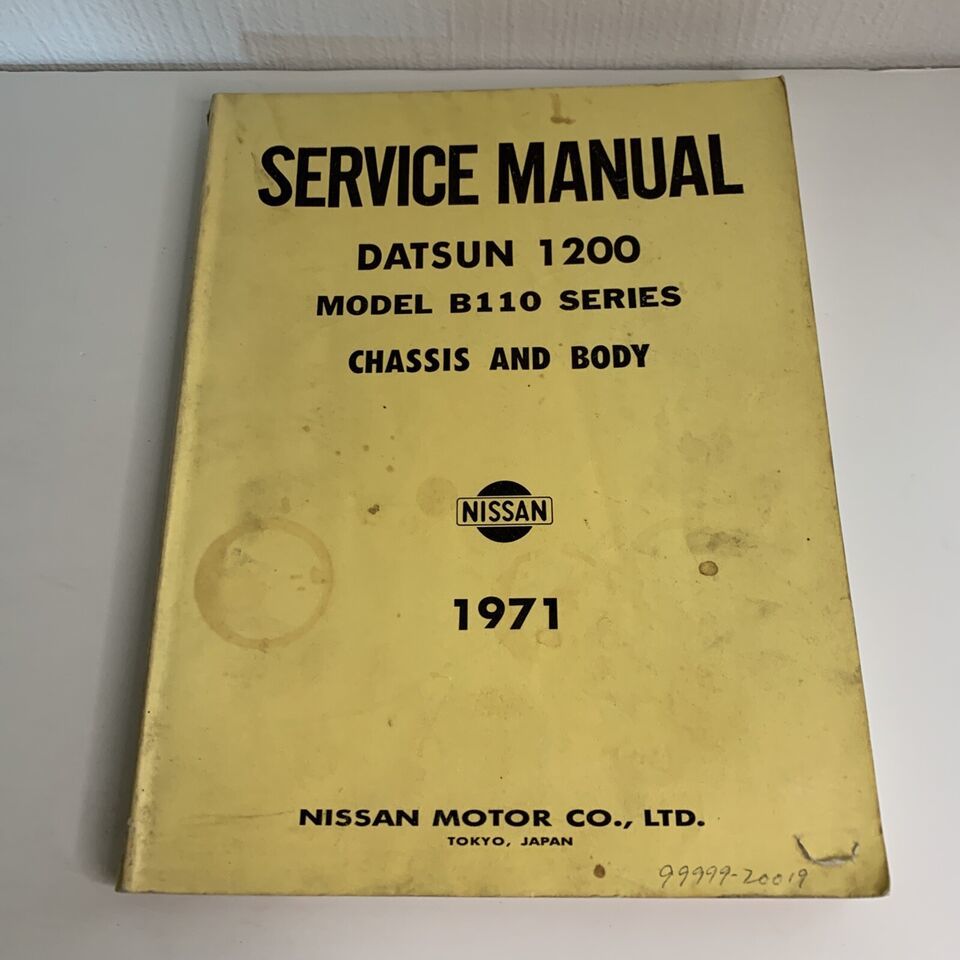 SERVICE MANUAL
DATSUN 1200
MODEL B110 SERIES
CHASSIS AND BODY
NISSAN
1971
NISSAN MOTOR CO., LTD.
TOKYO, JAPAN
99999-20019